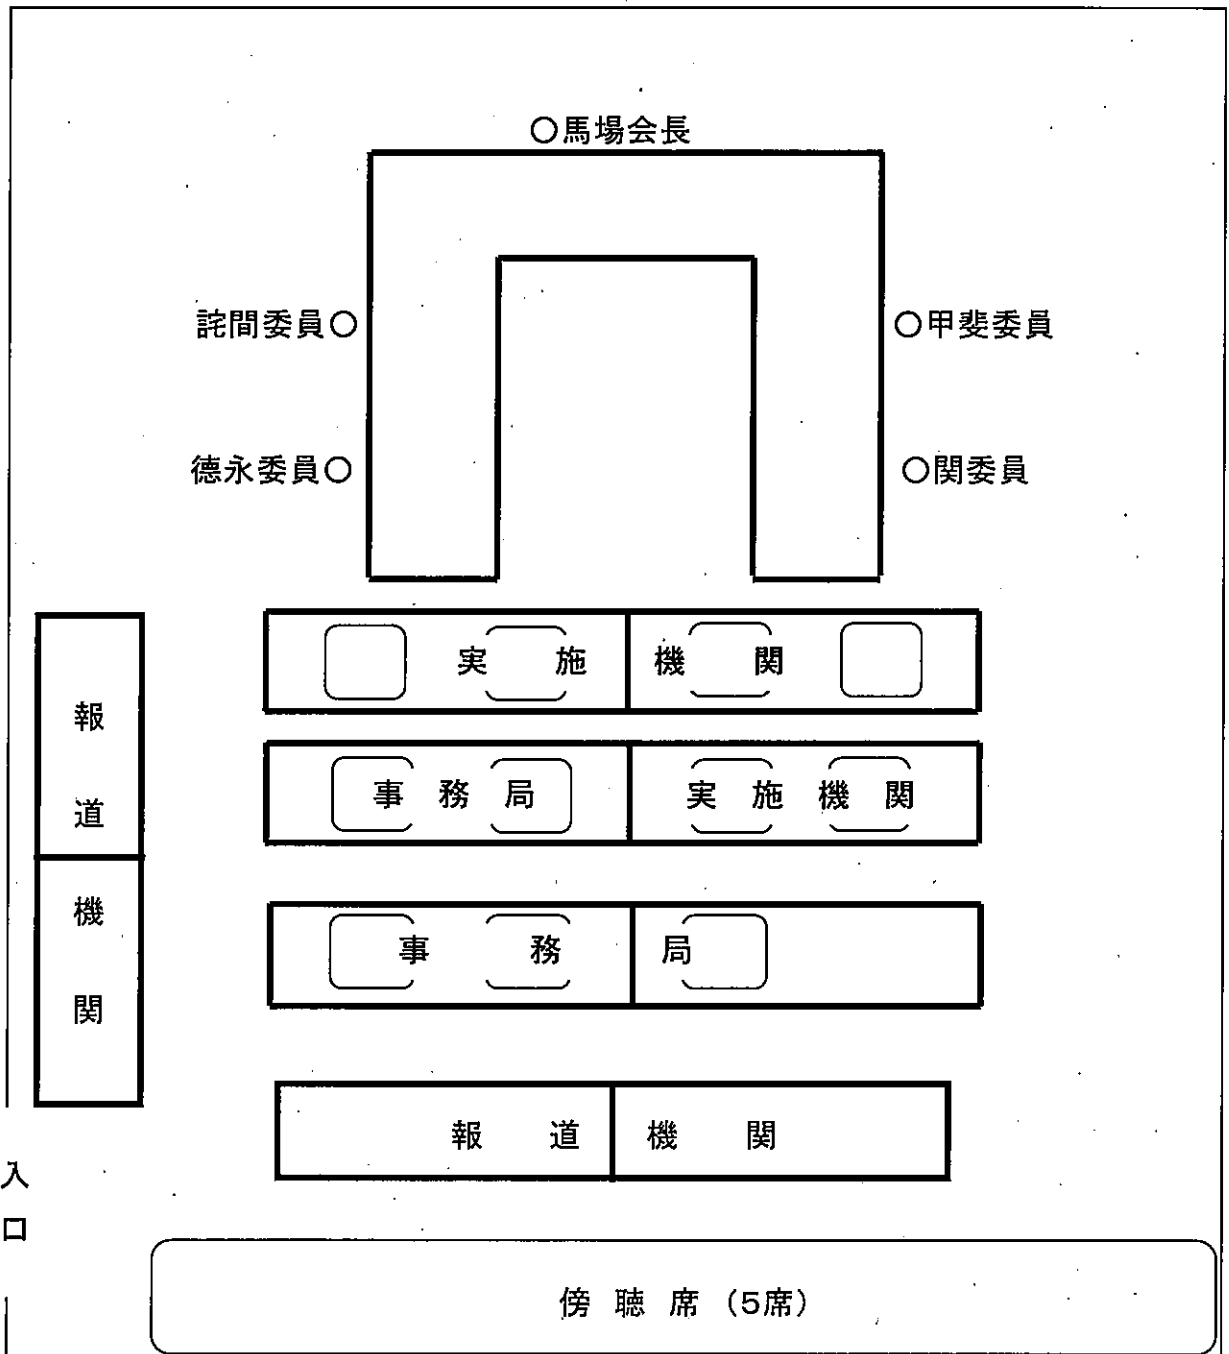 ○馬場会長
詫間委員○
○甲斐委員
德永委員○
○関委員
実施機関
事務局
実施機関
事務局
報道機関
報道機関
入口
傍聴席（5席）